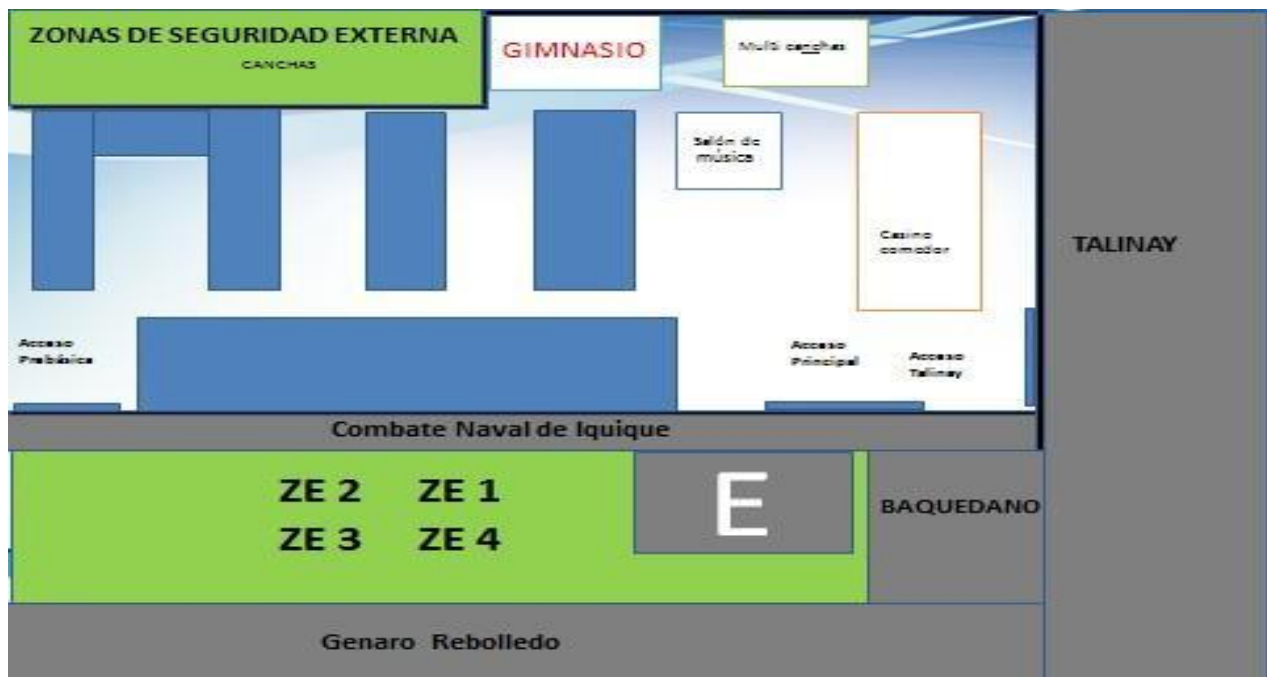 ZONAS DE SEGURIDAD EXTERNA
CANCHAS
GIMNASIO
Multi canchas
Salón de
música
Casino
comedor
TALINAY
Acceso
Prebásica
Acceso
Principal
Acceso
Talinay
Combate Naval de Iquique
ZE 2 ZE 1
ZE 3 ZE 4
E
BAQUEDANO
Genaro Rebolledo